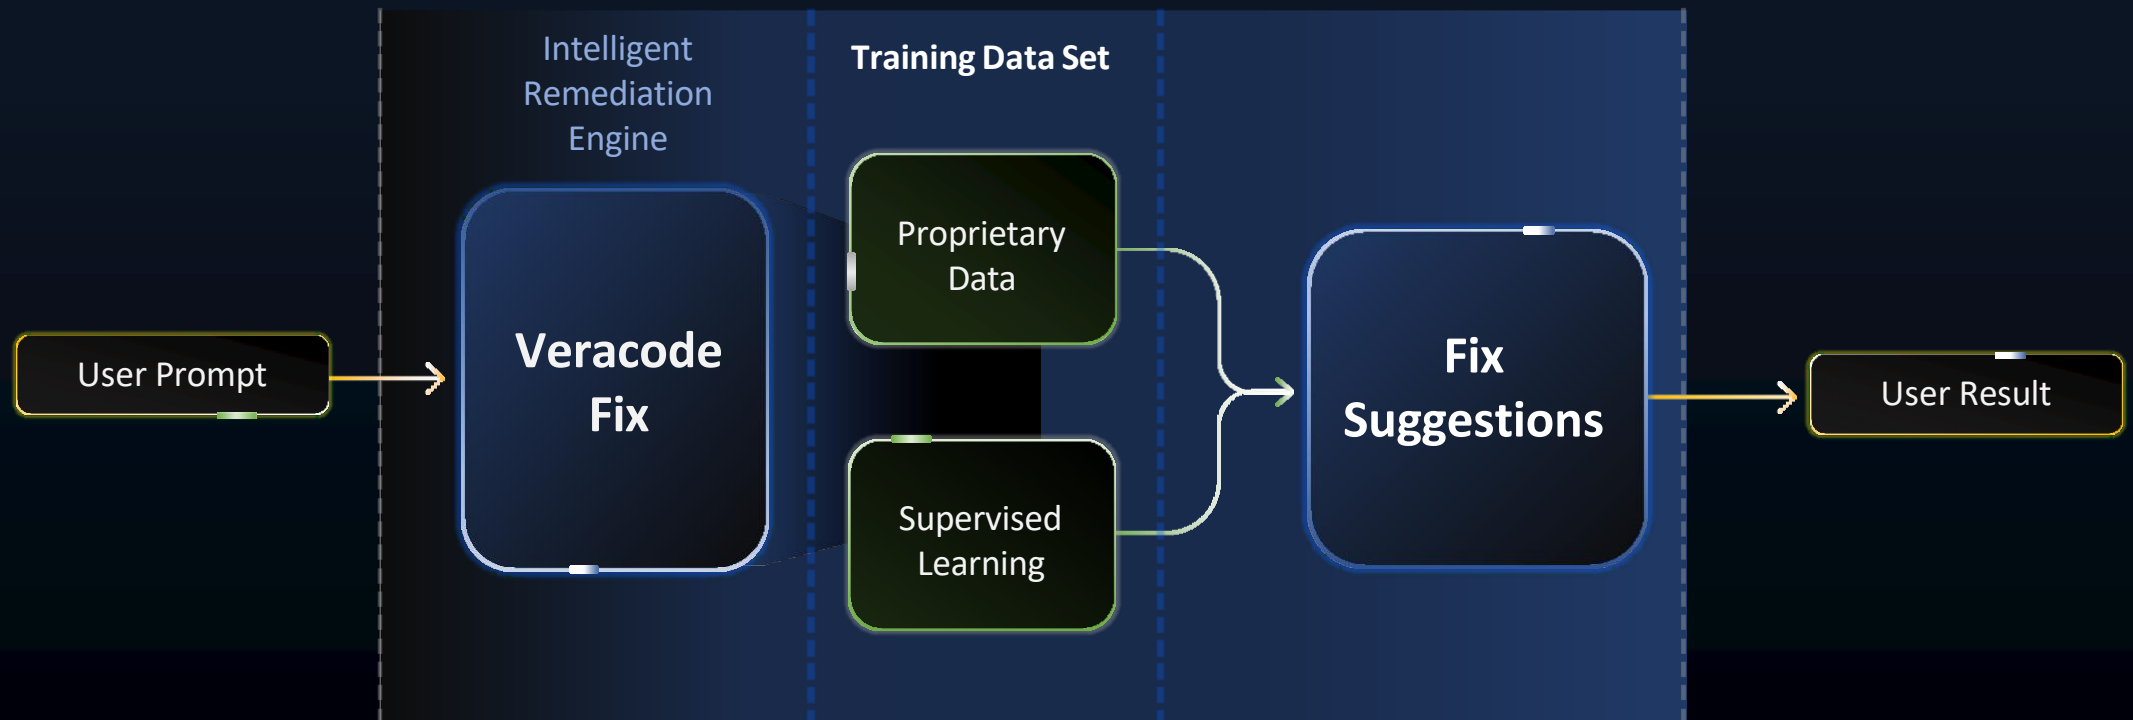 User Prompt
Intelligent
Remediation
Engine
Veracode
Fix
Training Data Set
Proprietary
Data
Supervised
Learning
Fix
Suggestions
User Result